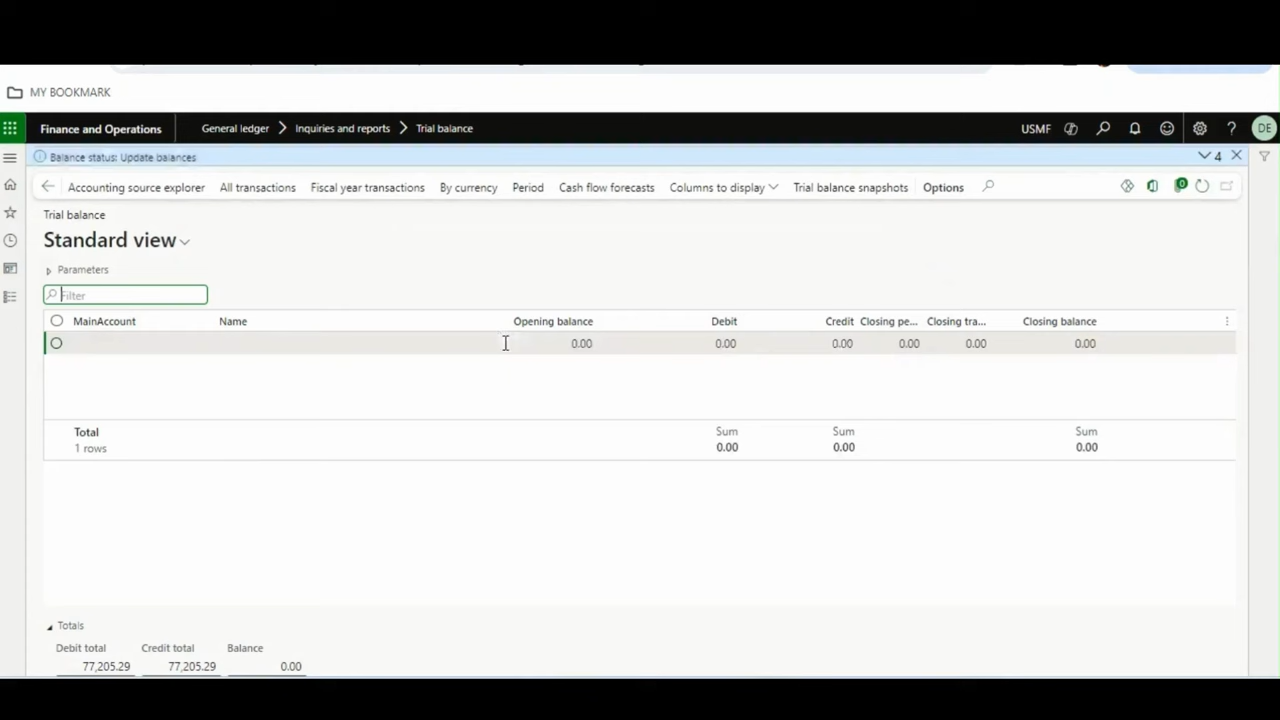 MY BOOKMARK
Finance and Operations General ledger Inquiries and reports Trial balance USMF ? DE
Balance status: Update balances 4
Accounting source explorer All transactions Fiscal year transactions By currency Period Cash flow forecasts Columns to display Trial balance snapshots Options 0
Trial balance
Standard view
Parameters
Filter
MainAccount Name Opening balance Debit Credit Closing pe... Closing tra... Closing balance
0.00 0.00 0.00 0.00 0.00 0.00
Total Sum Sum Sum
1 rows 0.00 0.00 0.00
Totals
Debit total Credit total Balance
77,205.29 77,205.29 0.00